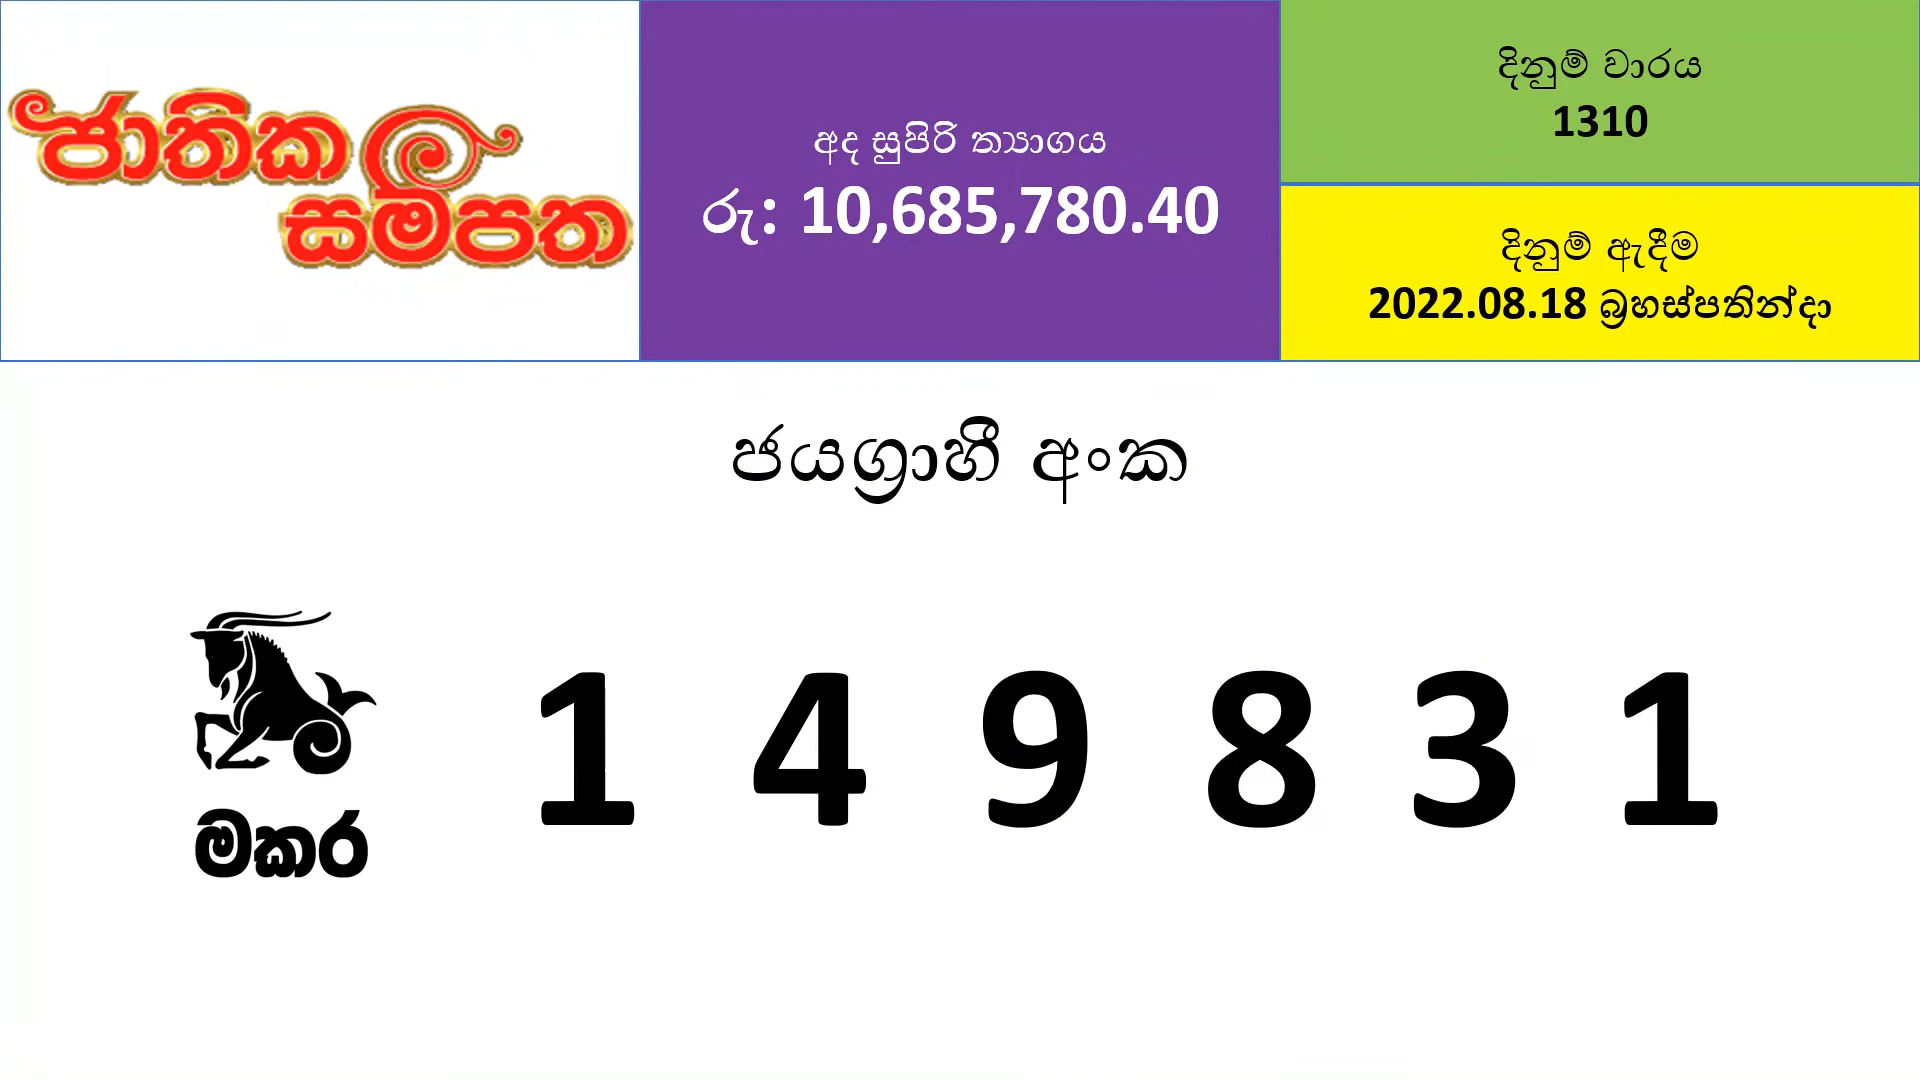 ජාතික
සම්පත
අද සුපිරි ත්‍යාගය
රු: 10,685,780.40
දිනුම් වාරය
1310
දිනුම් ඇදීම
2022.08.18 බ්‍රහස්පතින්දා
ජයග්‍රාහී අංක
1 4 9 8 3 1
මකර